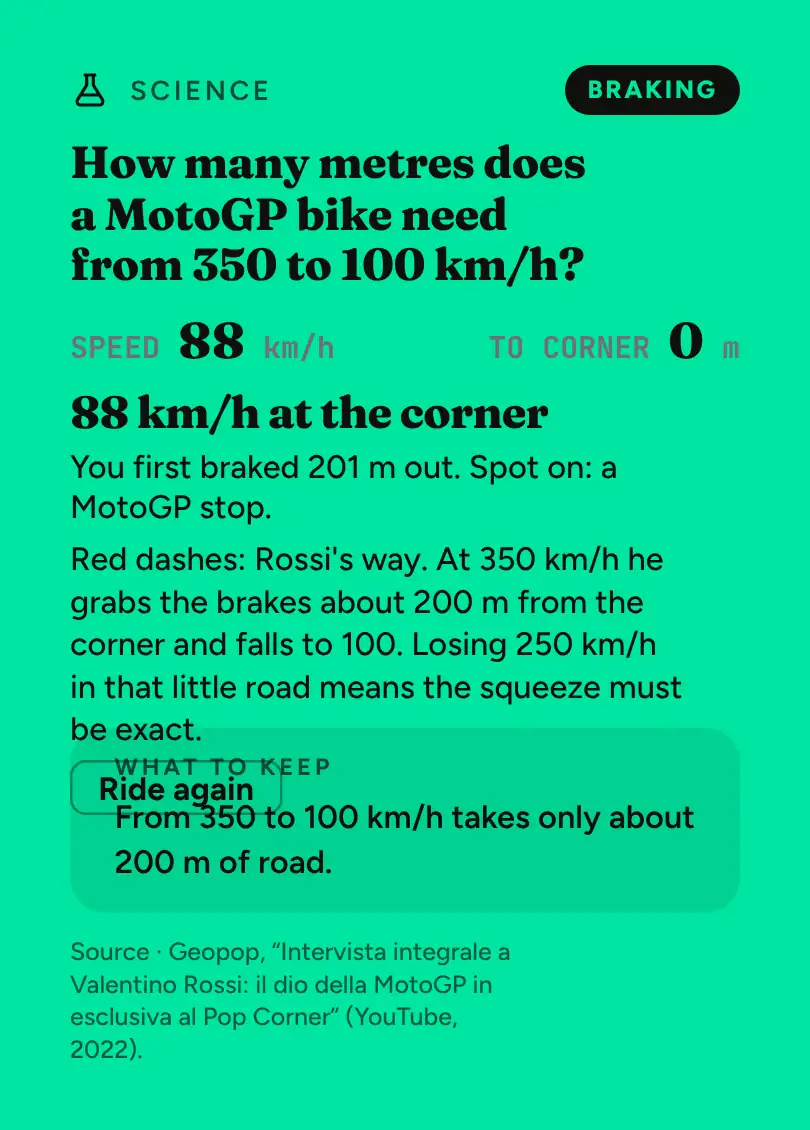 SCIENCE
BRAKING
How many metres does
a MotoGP bike need
from 350 to 100 km/h?
SPEED 88 km/h
TO CORNER 0 m
88 km/h at the corner
You first braked 201 m out. Spot on: a
MotoGP stop.
Red dashes: Rossi's way. At 350 km/h he
grabs the brakes about 200 m from the
corner and falls to 100. Losing 250 km/h
in that little road means the squeeze must
be exact.
WHAT TO KEEP
Ride again
From 350 to 100 km/h takes only about
200 m of road.
Source · Geopop, “Intervista integrale a
Valentino Rossi: il dio della MotoGP in
esclusiva al Pop Corner” (YouTube,
2022).